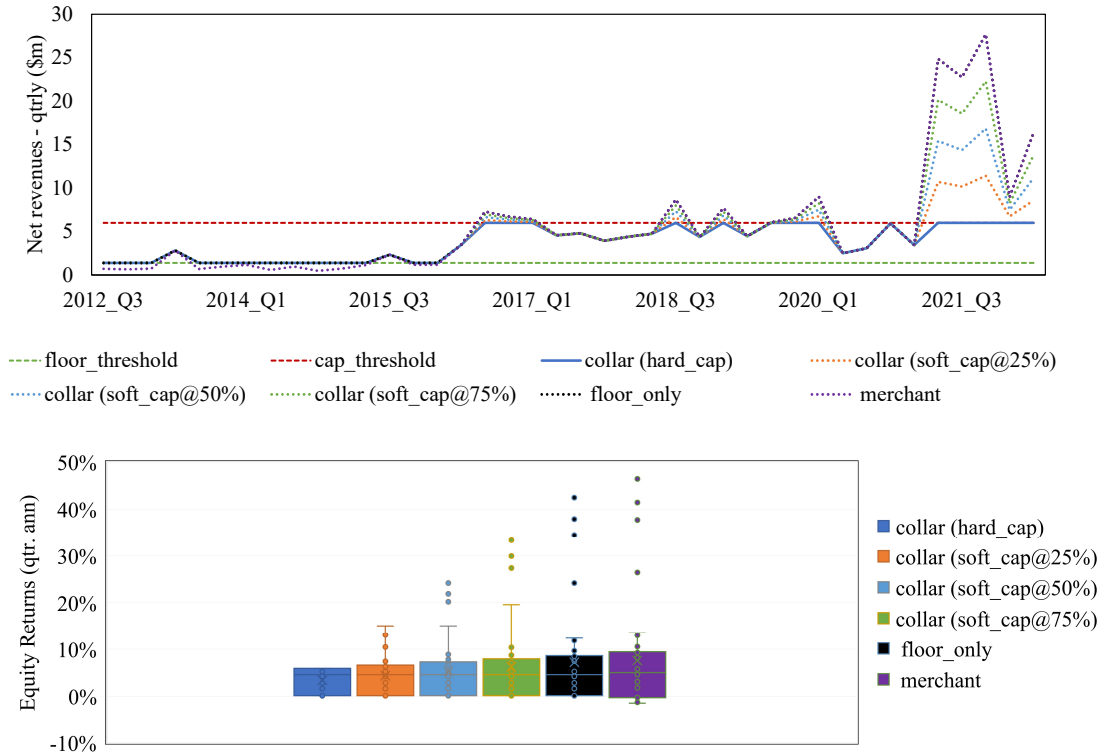 Net revenues - qtrly ($m)
30
25
20
15
10
5
0
2012_Q3 2014_Q1 2015_Q3 2017_Q1 2018_Q3 2020_Q1 2021_Q3
floor_threshold cap_threshold collar (hard_cap) collar (soft_cap@25%)
collar (soft_cap@50%) collar (soft_cap@75%) floor_only merchant
Equity Returns (qtr. ann)
50%
40%
30%
20%
10%
0%
-10%
collar (hard_cap)
collar (soft_cap@25%)
collar (soft_cap@50%)
collar (soft_cap@75%)
floor_only
merchant